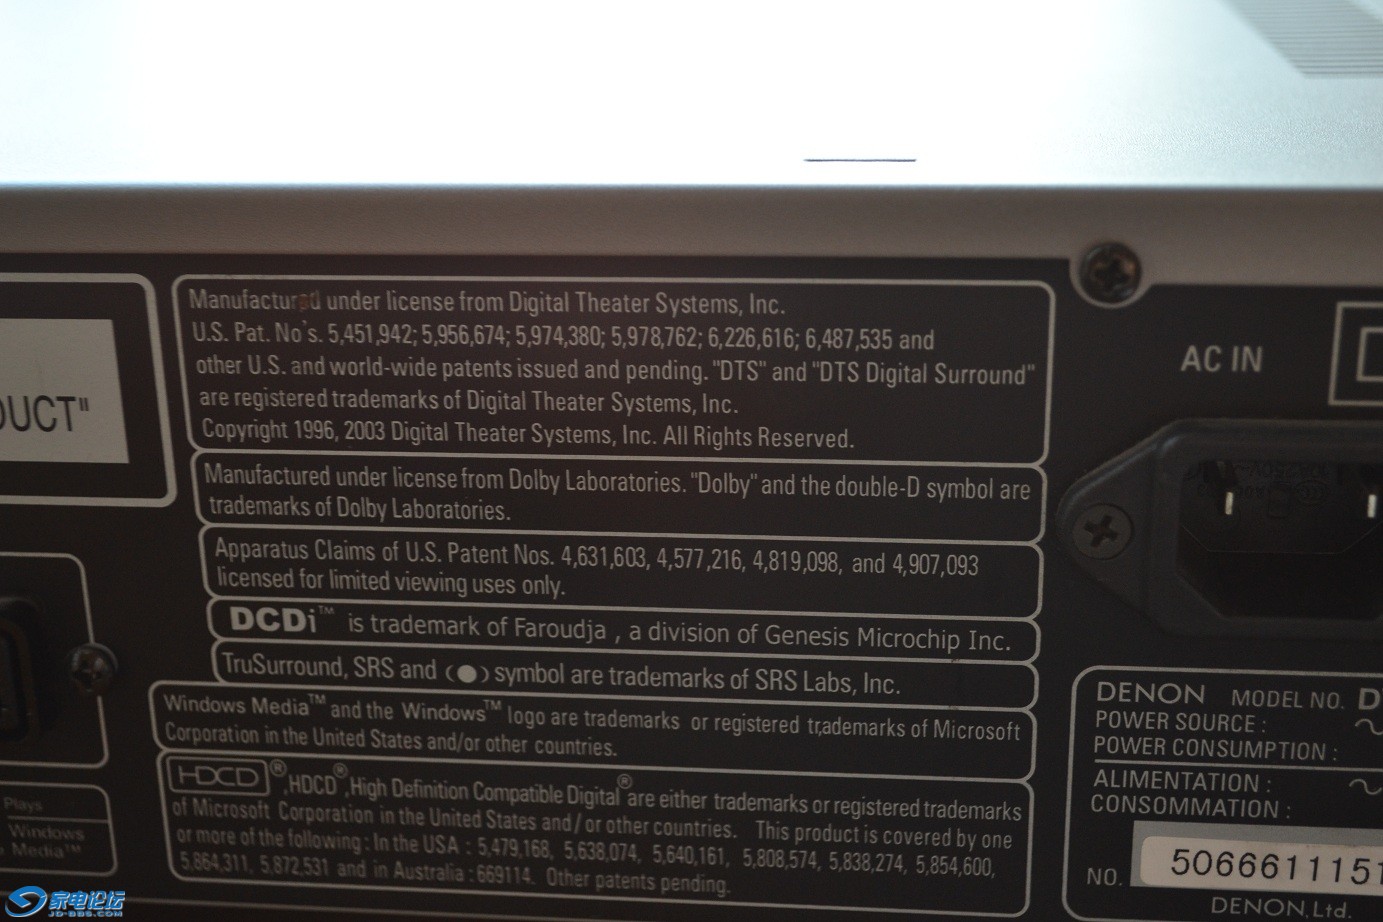 DUCT"
Manufactured under license from Digital Theater Systems, Inc.
U.S. Pat. No's. 5,451,942; 5,956,674; 5,974,380; 5,978,762; 6,226,616; 6,487,535 and
other U.S. and world-wide patents issued and pending. "DTS" and "DTS Digital Surround"
are registered trademarks of Digital Theater Systems, Inc.
Copyright 1996, 2003 Digital Theater Systems, Inc. All Rights Reserved.
Manufactured under license from Dolby Laboratories. "Dolby" and the double-D symbol are
trademarks of Dolby Laboratories.
Apparatus Claims of U.S. Patent Nos. 4,631,603, 4,577,216, 4,819,098, and 4,907,093
licensed for limited viewing uses only.
DCDi™ is trademark of Faroudja , a division of Genesis Microchip Inc.
TruSurround, SRS and (●) symbol are trademarks of SRS Labs, Inc.
Windows Media™ and the Windows™ logo are trademarks or registered trademarks of Microsoft
Corporation in the United States and/or other countries.
HDCD®, HDCD®, High Definition Compatible Digital® are either trademarks or registered trademarks
of Microsoft Corporation in the United States and/or other countries. This product is covered by one
or more of the following : In the USA : 5,479,168, 5,638,074, 5,640,161, 5,808,574, 5,838,274, 5,854,600,
5,864,311, 5,872,531 and in Australia : 669114. Other patents pending.
Plays
Windows
Media™
AC IN
DENON MODEL NO. D
POWER SOURCE : ~
POWER CONSUMPTION :
ALIMENTATION : ~
CONSOMMATION :
NO. 5066611151
DENON, Ltd.
家电论坛
JD-BBS.COM